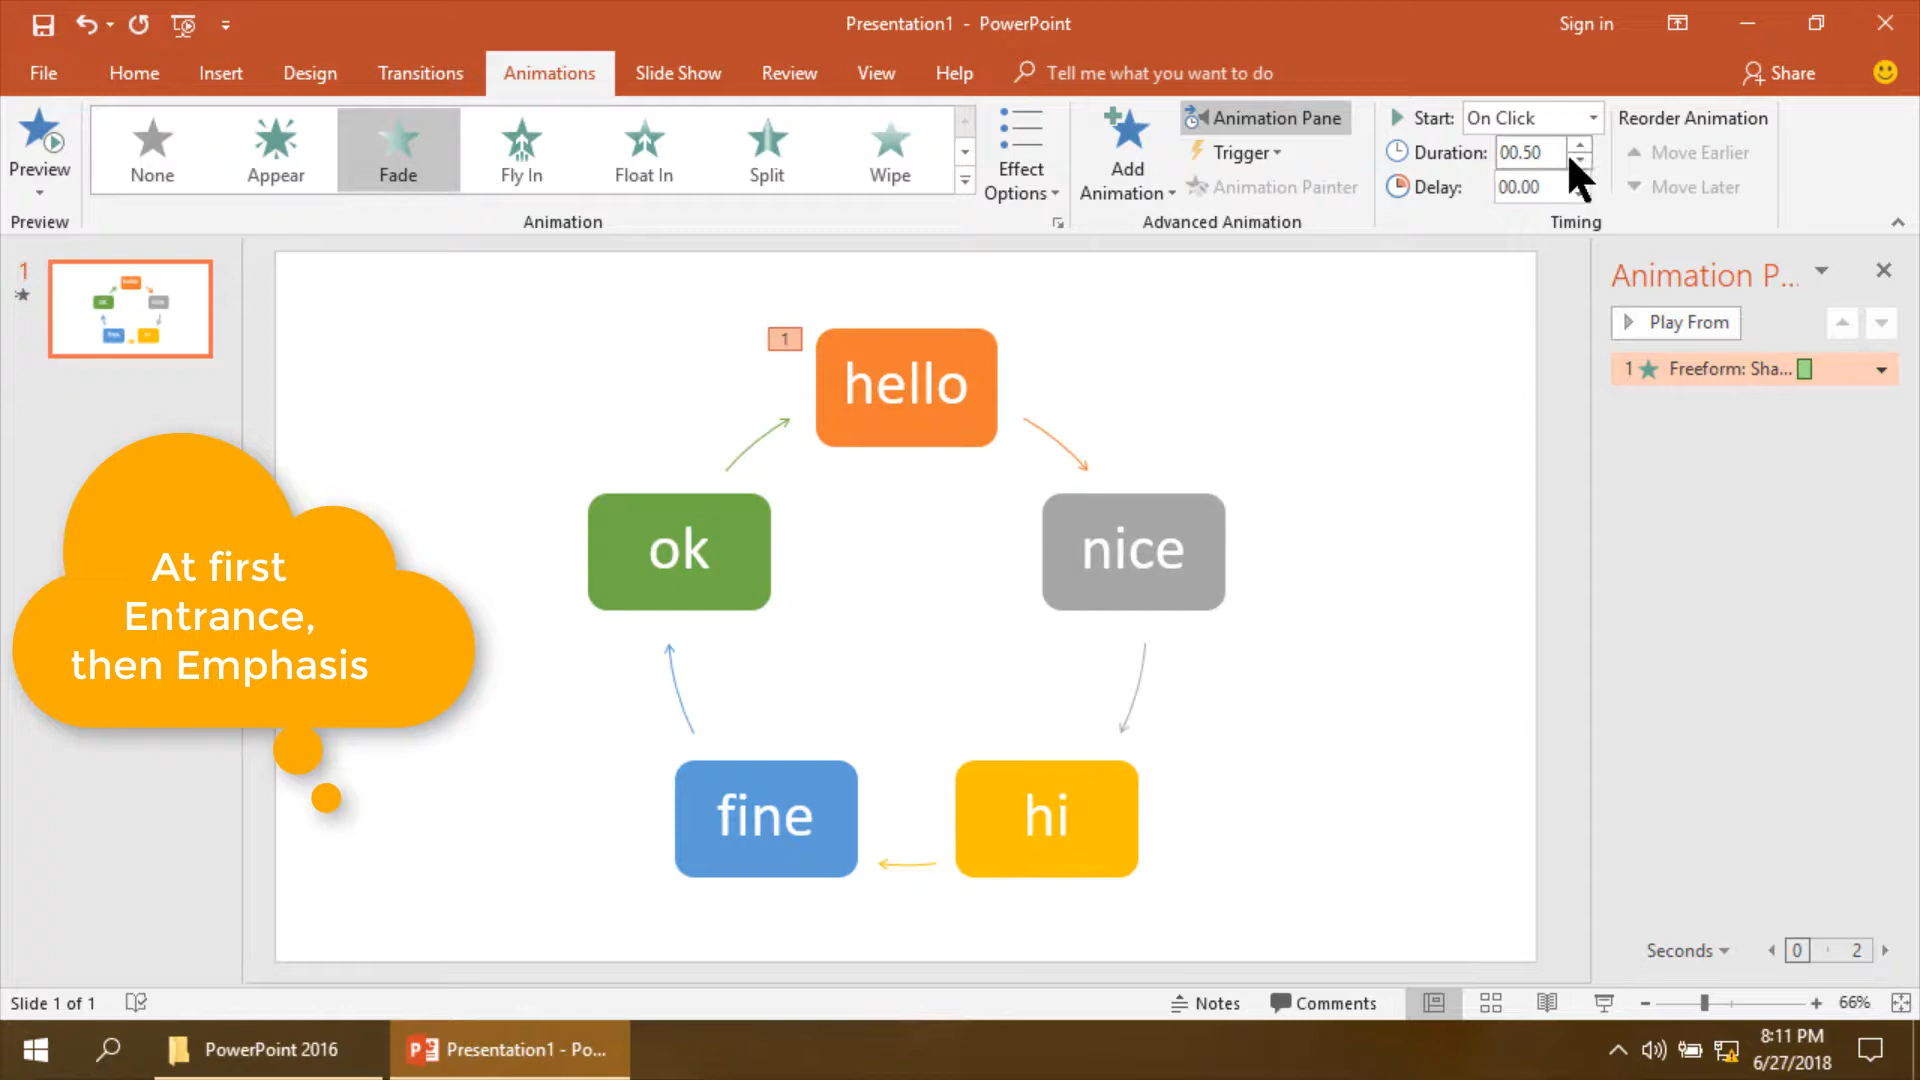 Presentation1 - PowerPoint
Sign in
File
Home
Insert
Design
Transitions
Animations
Slide Show
Review
View
Help
Tell me what you want to do
Share
Preview
None
Appear
Fade
Fly In
Float In
Split
Wipe
Effect
Options
Add
Animation
Animation Pane
Trigger
Animation Painter
Start: On Click
Duration: 00.50
Delay: 00.00
Reorder Animation
Move Earlier
Move Later
Preview
Animation
Advanced Animation
Timing
1
1
hello
ok
nice
fine
hi
At first
Entrance,
then Emphasis
Animation P...
Play From
1 Freeform: Sha...
Seconds
0
2
Slide 1 of 1
Notes
Comments
66%
PowerPoint 2016
Presentation1 - Po...
8:11 PM
6/27/2018